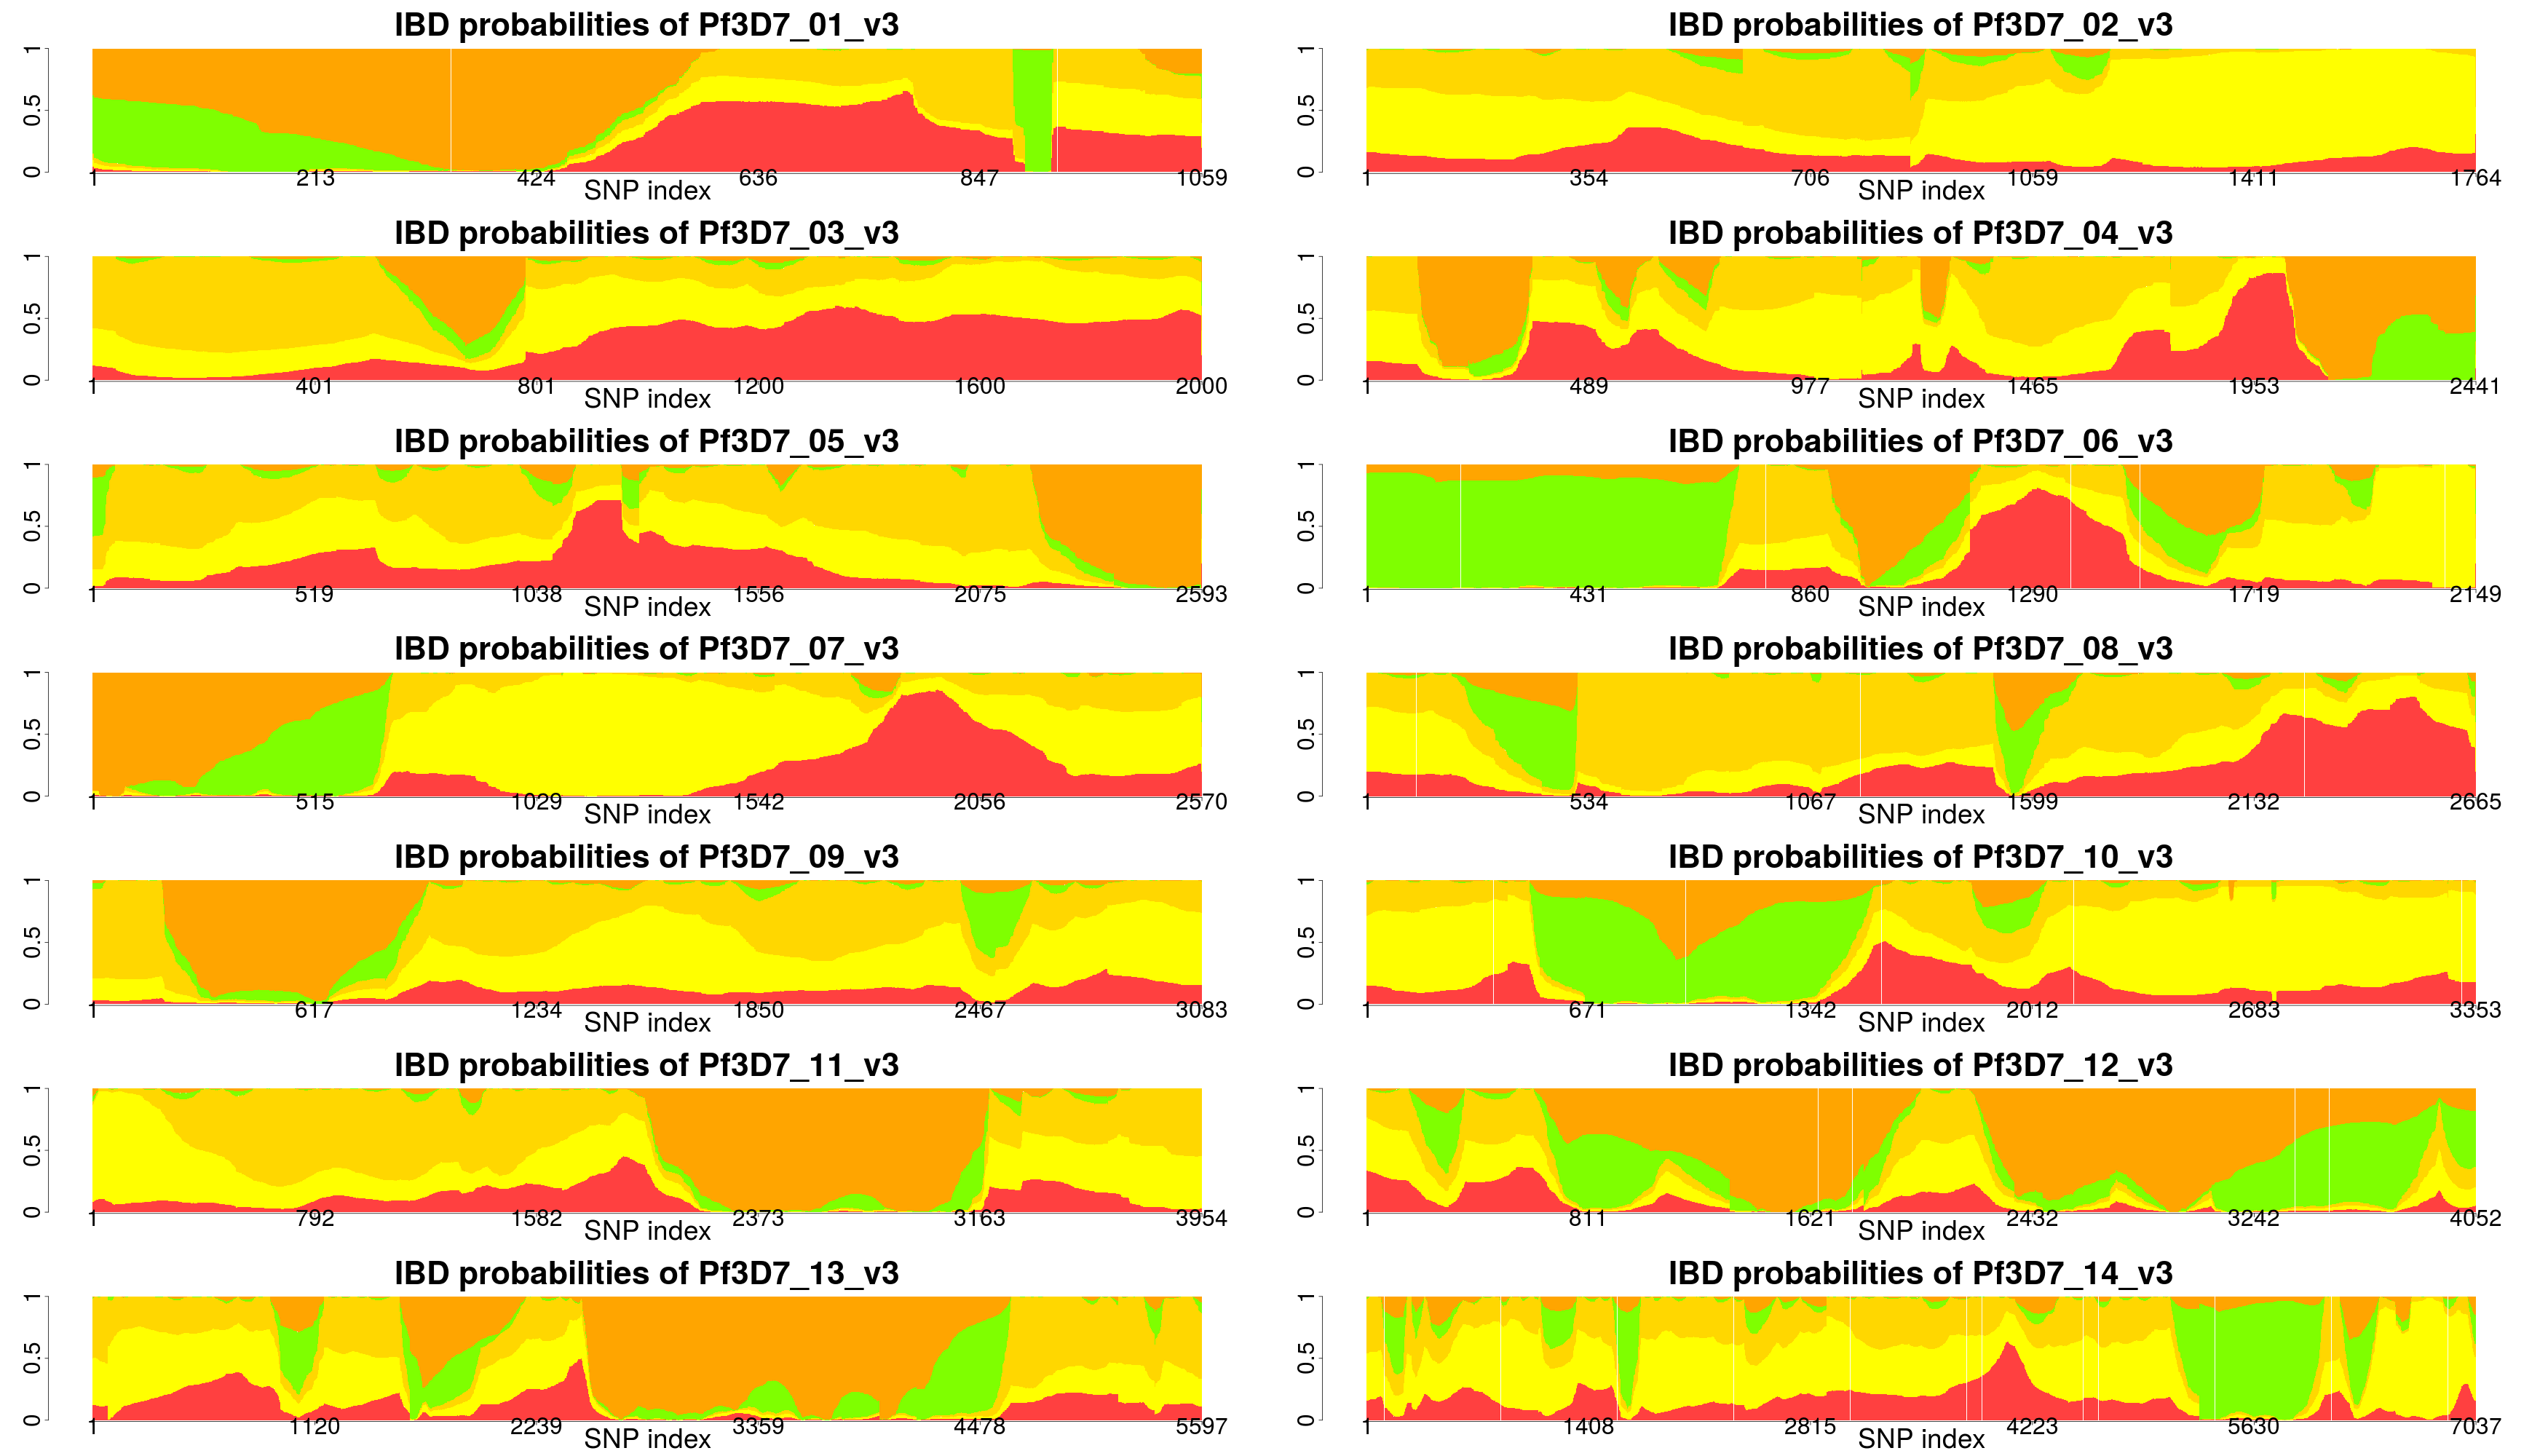 IBD probabilities of Pf3D7_01_v3
1
0.5
0
1 213 424 636 847 1059
SNP index
IBD probabilities of Pf3D7_02_v3
1
0.5
0
1 354 706 1059 1411 1764
SNP index
IBD probabilities of Pf3D7_03_v3
1
0.5
0
1 401 801 1200 1600 2000
SNP index
IBD probabilities of Pf3D7_04_v3
1
0.5
0
1 489 977 1465 1953 2441
SNP index
IBD probabilities of Pf3D7_05_v3
1
0.5
0
1 519 1038 1556 2075 2593
SNP index
IBD probabilities of Pf3D7_06_v3
1
0.5
0
1 431 860 1290 1719 2149
SNP index
IBD probabilities of Pf3D7_07_v3
1
0.5
0
1 515 1029 1542 2056 2570
SNP index
IBD probabilities of Pf3D7_08_v3
1
0.5
0
1 534 1067 1599 2132 2665
SNP index
IBD probabilities of Pf3D7_09_v3
1
0.5
0
1 617 1234 1850 2467 3083
SNP index
IBD probabilities of Pf3D7_10_v3
1
0.5
0
1 671 1342 2012 2683 3353
SNP index
IBD probabilities of Pf3D7_11_v3
1
0.5
0
1 792 1582 2373 3163 3954
SNP index
IBD probabilities of Pf3D7_12_v3
1
0.5
0
1 811 1621 2432 3242 4052
SNP index
IBD probabilities of Pf3D7_13_v3
1
0.5
0
1 1120 2239 3359 4478 5597
SNP index
IBD probabilities of Pf3D7_14_v3
1
0.5
0
1 1408 2815 4223 5630 7037
SNP index